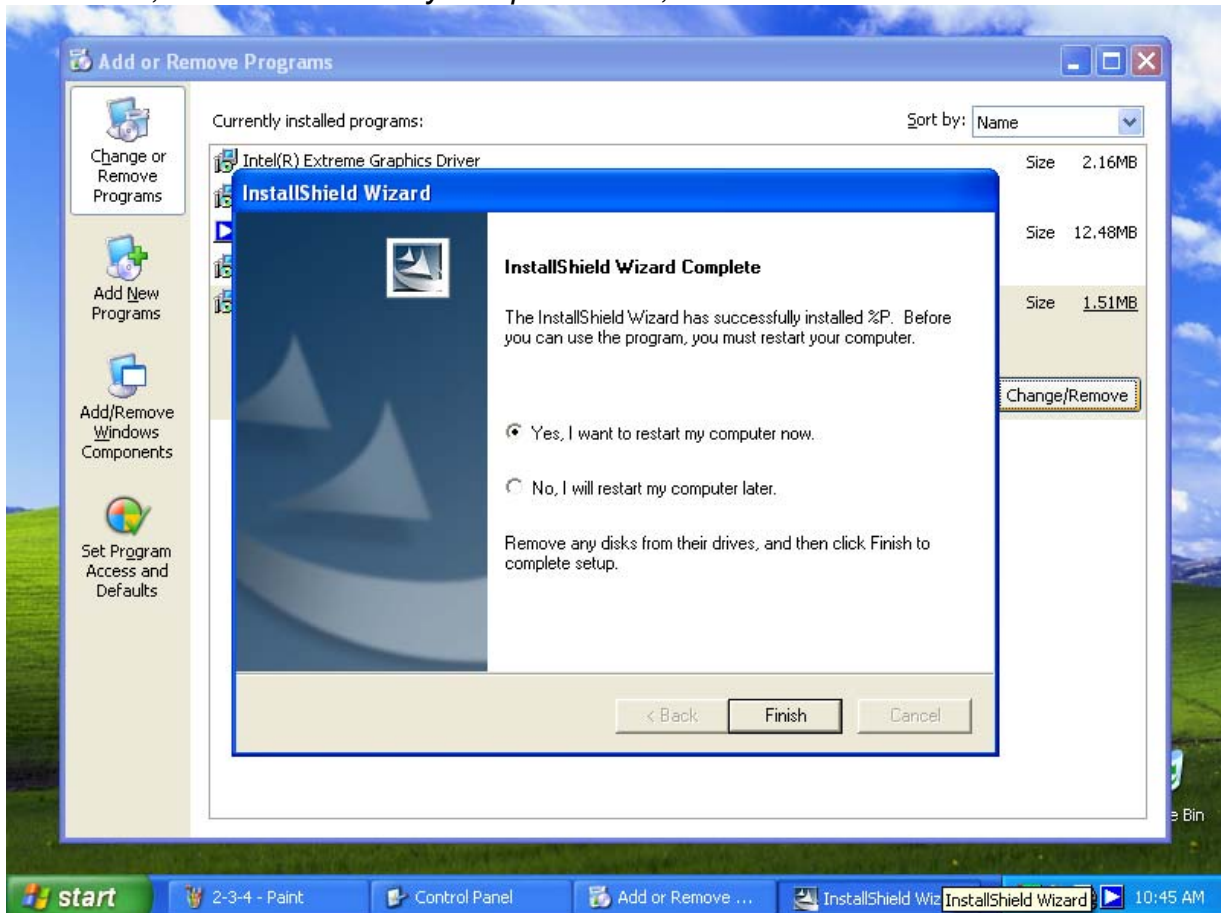 Add or Remove Programs
Change or
Remove
Programs
Currently installed programs:
Sort by: Name
Intel(R) Extreme Graphics Driver
Size 2.16MB
Size 12.48MB
Size 1.51MB
Change/Remove
Add New
Programs
Add/Remove
Windows
Components
Set Program
Access and
Defaults
InstallShield Wizard
InstallShield Wizard Complete
The InstallShield Wizard has successfully installed %P. Before
you can use the program, you must restart your computer.
Yes, I want to restart my computer now.
No, I will restart my computer later.
Remove any disks from their drives, and then click Finish to
complete setup.
< Back
Finish
Cancel
e Bin
start
2-3-4 - Paint
Control Panel
Add or Remove ...
InstallShield Wiz
InstallShield Wizard
10:45 AM